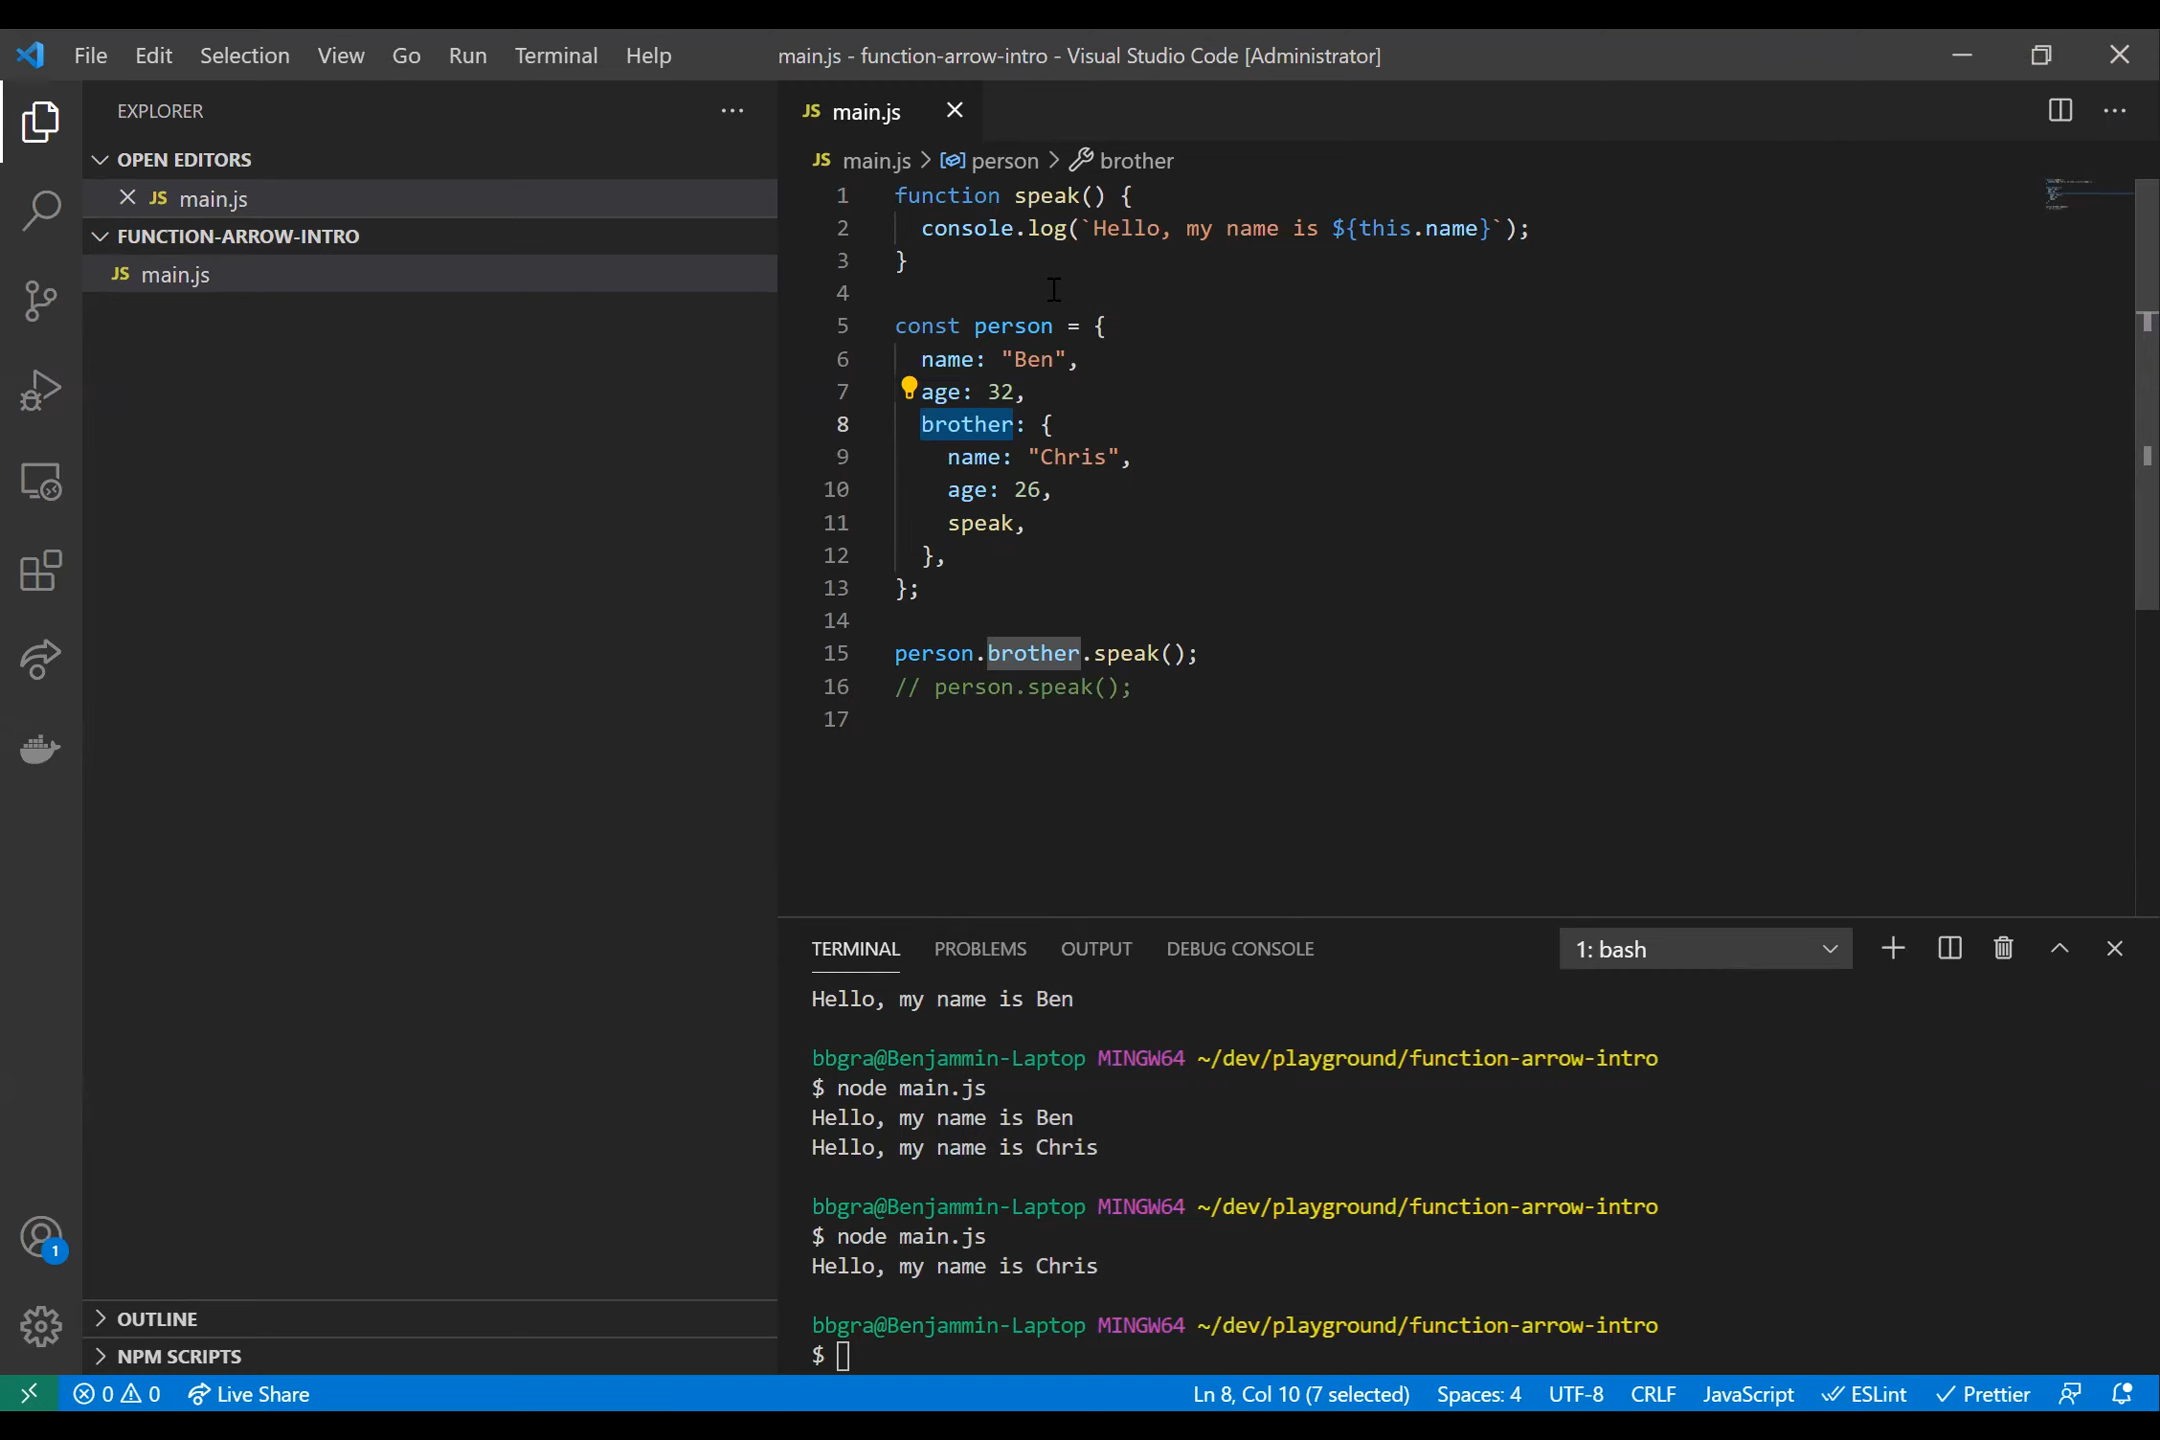 File Edit Selection View Go Run Terminal Help main.js - function-arrow-intro - Visual Studio Code [Administrator]
EXPLORER
OPEN EDITORS
JS main.js
FUNCTION-ARROW-INTRO
JS main.js
OUTLINE
NPM SCRIPTS
1
JS main.js
JS main.js > person > brother
1 function speak() {
2 console.log(`Hello, my name is ${this.name}`);
3 }
4
5 const person = {
6 name: "Ben",
7 age: 32,
8 brother: {
9 name: "Chris",
10 age: 26,
11 speak,
12 },
13 };
14
15 person.brother.speak();
16 // person.speak();
17
TERMINAL PROBLEMS OUTPUT DEBUG CONSOLE 1: bash
Hello, my name is Ben
bbgra@Benjammin-Laptop MINGW64 ~/dev/playground/function-arrow-intro
$ node main.js
Hello, my name is Ben
Hello, my name is Chris
bbgra@Benjammin-Laptop MINGW64 ~/dev/playground/function-arrow-intro
$ node main.js
Hello, my name is Chris
bbgra@Benjammin-Laptop MINGW64 ~/dev/playground/function-arrow-intro
$
0 0 Live Share Ln 8, Col 10 (7 selected) Spaces: 4 UTF-8 CRLF JavaScript ESLint Prettier